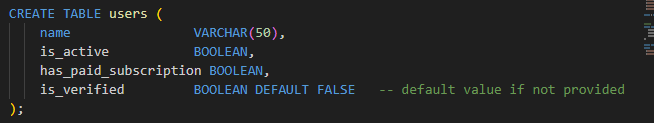 CREATE TABLE users (
    name            VARCHAR(50),
    is_active       BOOLEAN,
    has_paid_subscription BOOLEAN,
    is_verified     BOOLEAN DEFAULT FALSE   -- default value if not provided
);